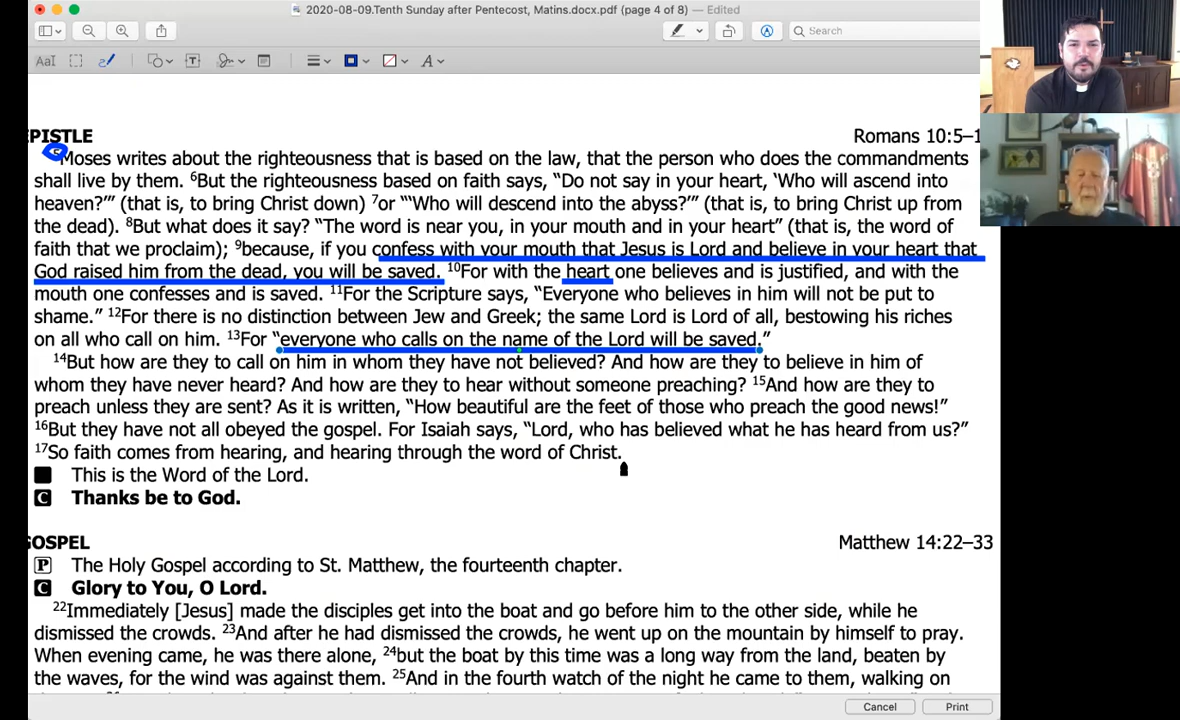 2020-08-09.Tenth Sunday after Pentecost, Matins.docx.pdf (page 4 of 8) — Edited
Search
AaI T A
EPISTLE Romans 10:5–1
Moses writes about the righteousness that is based on the law, that the person who does the commandments
shall live by them. ⁶But the righteousness based on faith says, “Do not say in your heart, ‘Who will ascend into
heaven?’” (that is, to bring Christ down) ⁷or “‘Who will descend into the abyss?’” (that is, to bring Christ up from
the dead). ⁸But what does it say? “The word is near you, in your mouth and in your heart” (that is, the word of
faith that we proclaim); ⁹because, if you confess with your mouth that Jesus is Lord and believe in your heart that
God raised him from the dead, you will be saved. ¹⁰For with the heart one believes and is justified, and with the
mouth one confesses and is saved. ¹¹For the Scripture says, “Everyone who believes in him will not be put to
shame.” ¹²For there is no distinction between Jew and Greek; the same Lord is Lord of all, bestowing his riches
on all who call on him. ¹³For “everyone who calls on the name of the Lord will be saved.”
¹⁴But how are they to call on him in whom they have not believed? And how are they to believe in him of
whom they have never heard? And how are they to hear without someone preaching? ¹⁵And how are they to
preach unless they are sent? As it is written, “How beautiful are the feet of those who preach the good news!”
¹⁶But they have not all obeyed the gospel. For Isaiah says, “Lord, who has believed what he has heard from us?”
¹⁷So faith comes from hearing, and hearing through the word of Christ.
This is the Word of the Lord.
C Thanks be to God.
GOSPEL Matthew 14:22–33
P The Holy Gospel according to St. Matthew, the fourteenth chapter.
C Glory to You, O Lord.
²²Immediately [Jesus] made the disciples get into the boat and go before him to the other side, while he
dismissed the crowds. ²³And after he had dismissed the crowds, he went up on the mountain by himself to pray.
When evening came, he was there alone, ²⁴but the boat by this time was a long way from the land, beaten by
the waves, for the wind was against them. ²⁵And in the fourth watch of the night he came to them, walking on
Cancel Print